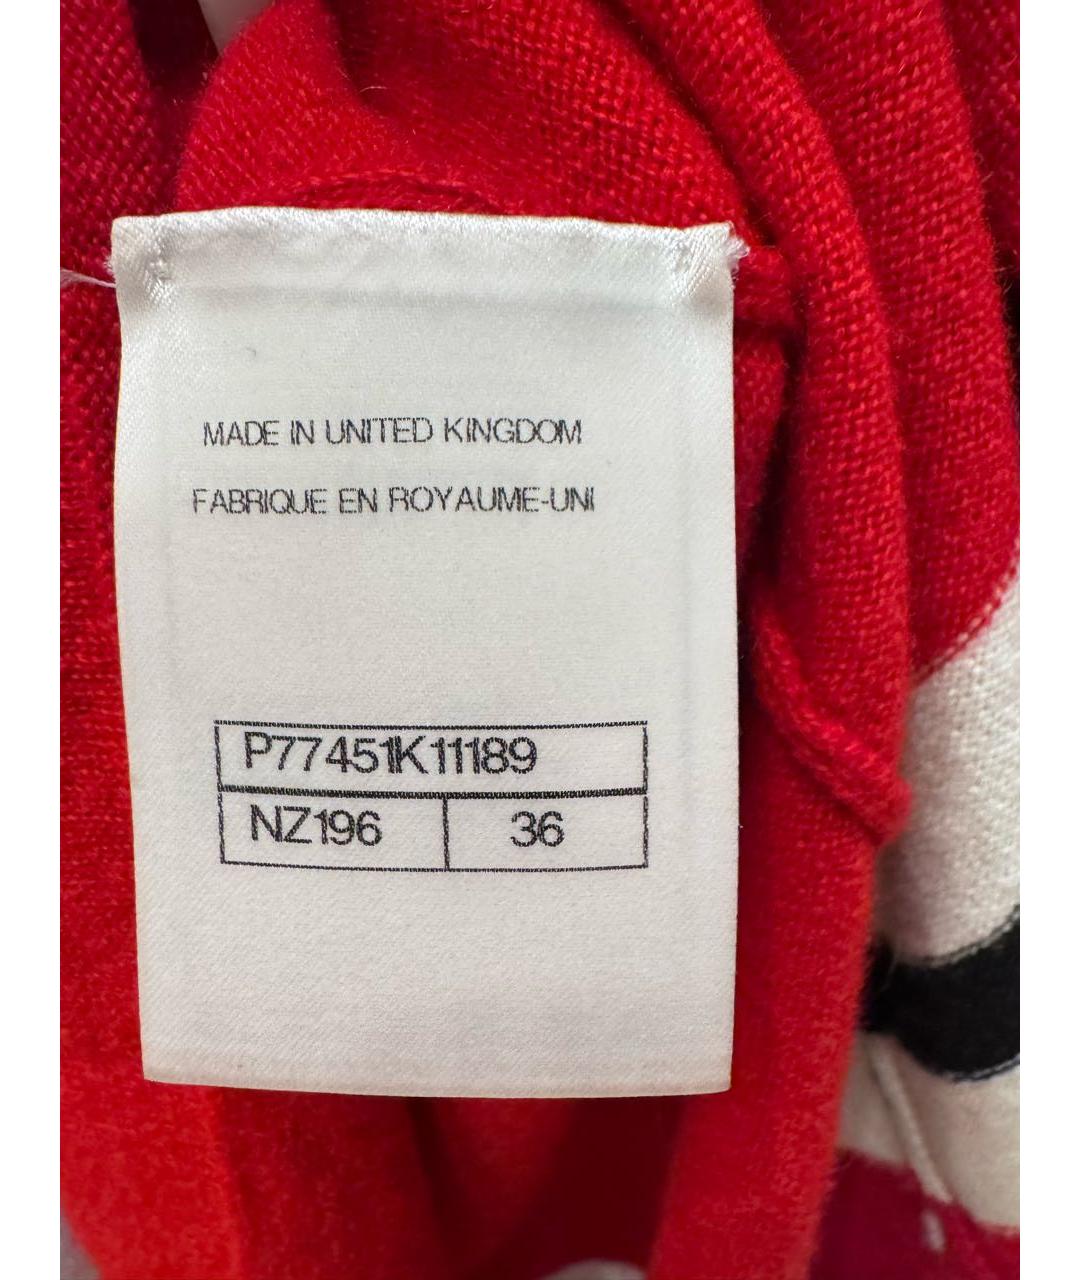 MADE IN UNITED KINGDOM
FABRIQUE EN ROYAUME-UNI
P77451K11189
NZ196 36